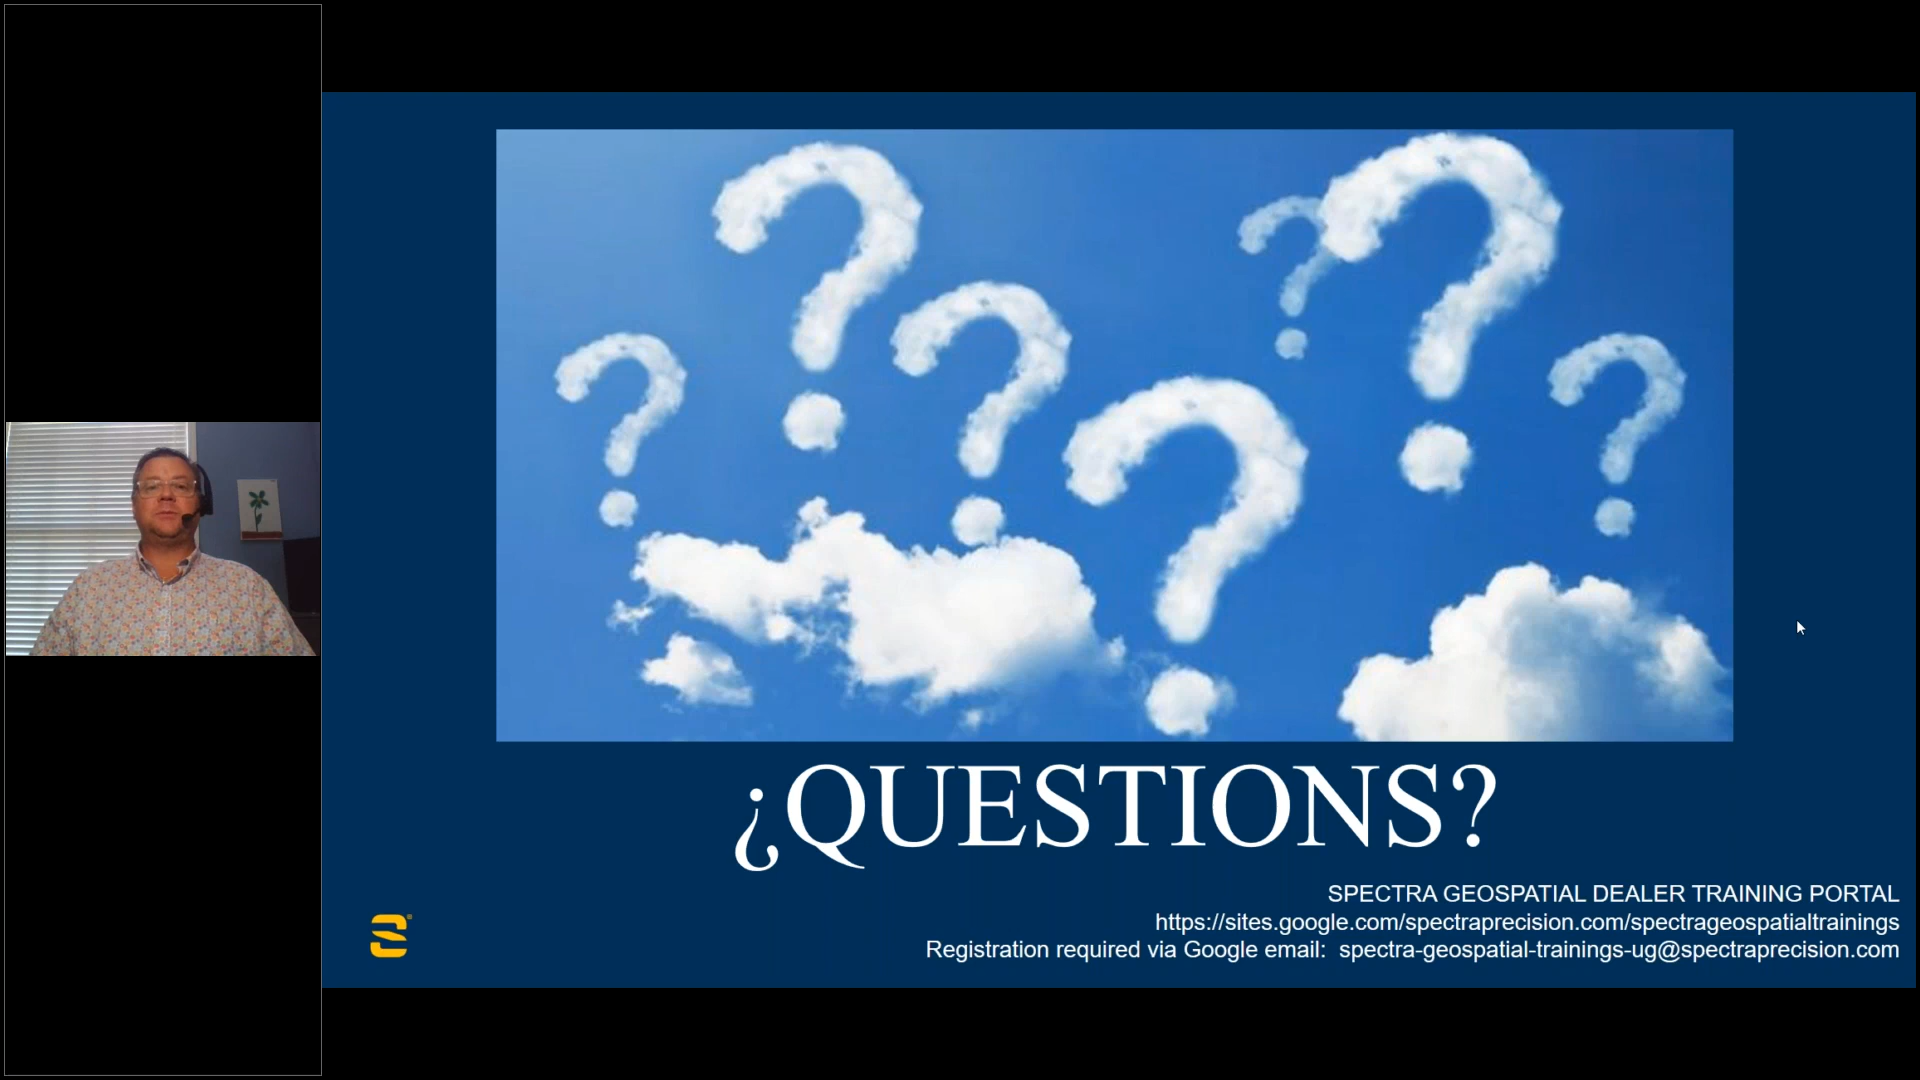 ¿QUESTIONS?
SPECTRA GEOSPATIAL DEALER TRAINING PORTAL
https://sites.google.com/spectraprecision.com/spectrageospatialtrainings
Registration required via Google email: spectra-geospatial-trainings-ug@spectraprecision.com